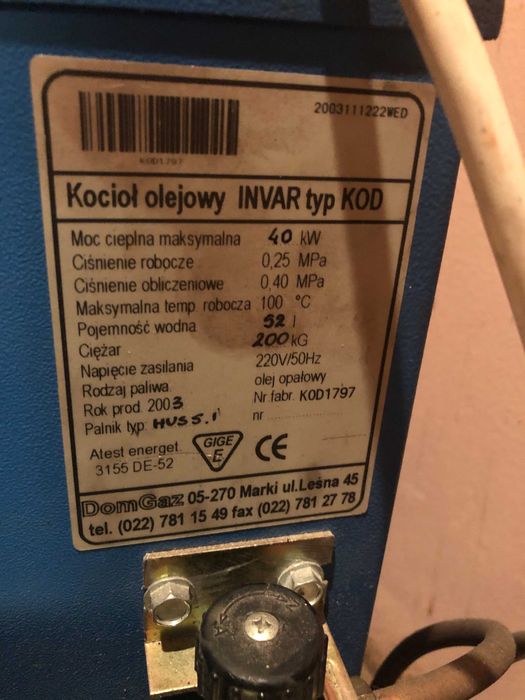 2003111222WED
KOD1797
Kocioł olejowy INVAR typ KOD
Moc cieplna maksymalna 40 kW
Ciśnienie robocze 0,25 MPa
Ciśnienie obliczeniowe 0,40 MPa
Maksymalna temp robocza 100 °C
Pojemność wodna 52 l
Ciężar 200 kG
Napięcie zasilania 220V/50Hz
Rodzaj paliwa olej opałowy
Rok prod. 2003 Nr.fabr. KOD1797
Palnik typ: HVS 5.1 nr
Atest energet. GIGE CE
3155 DE-52 -E
DomGaz 05-270 Marki ul.Leśna 45
tel. (022) 781 15 49 fax (022) 781 27 78